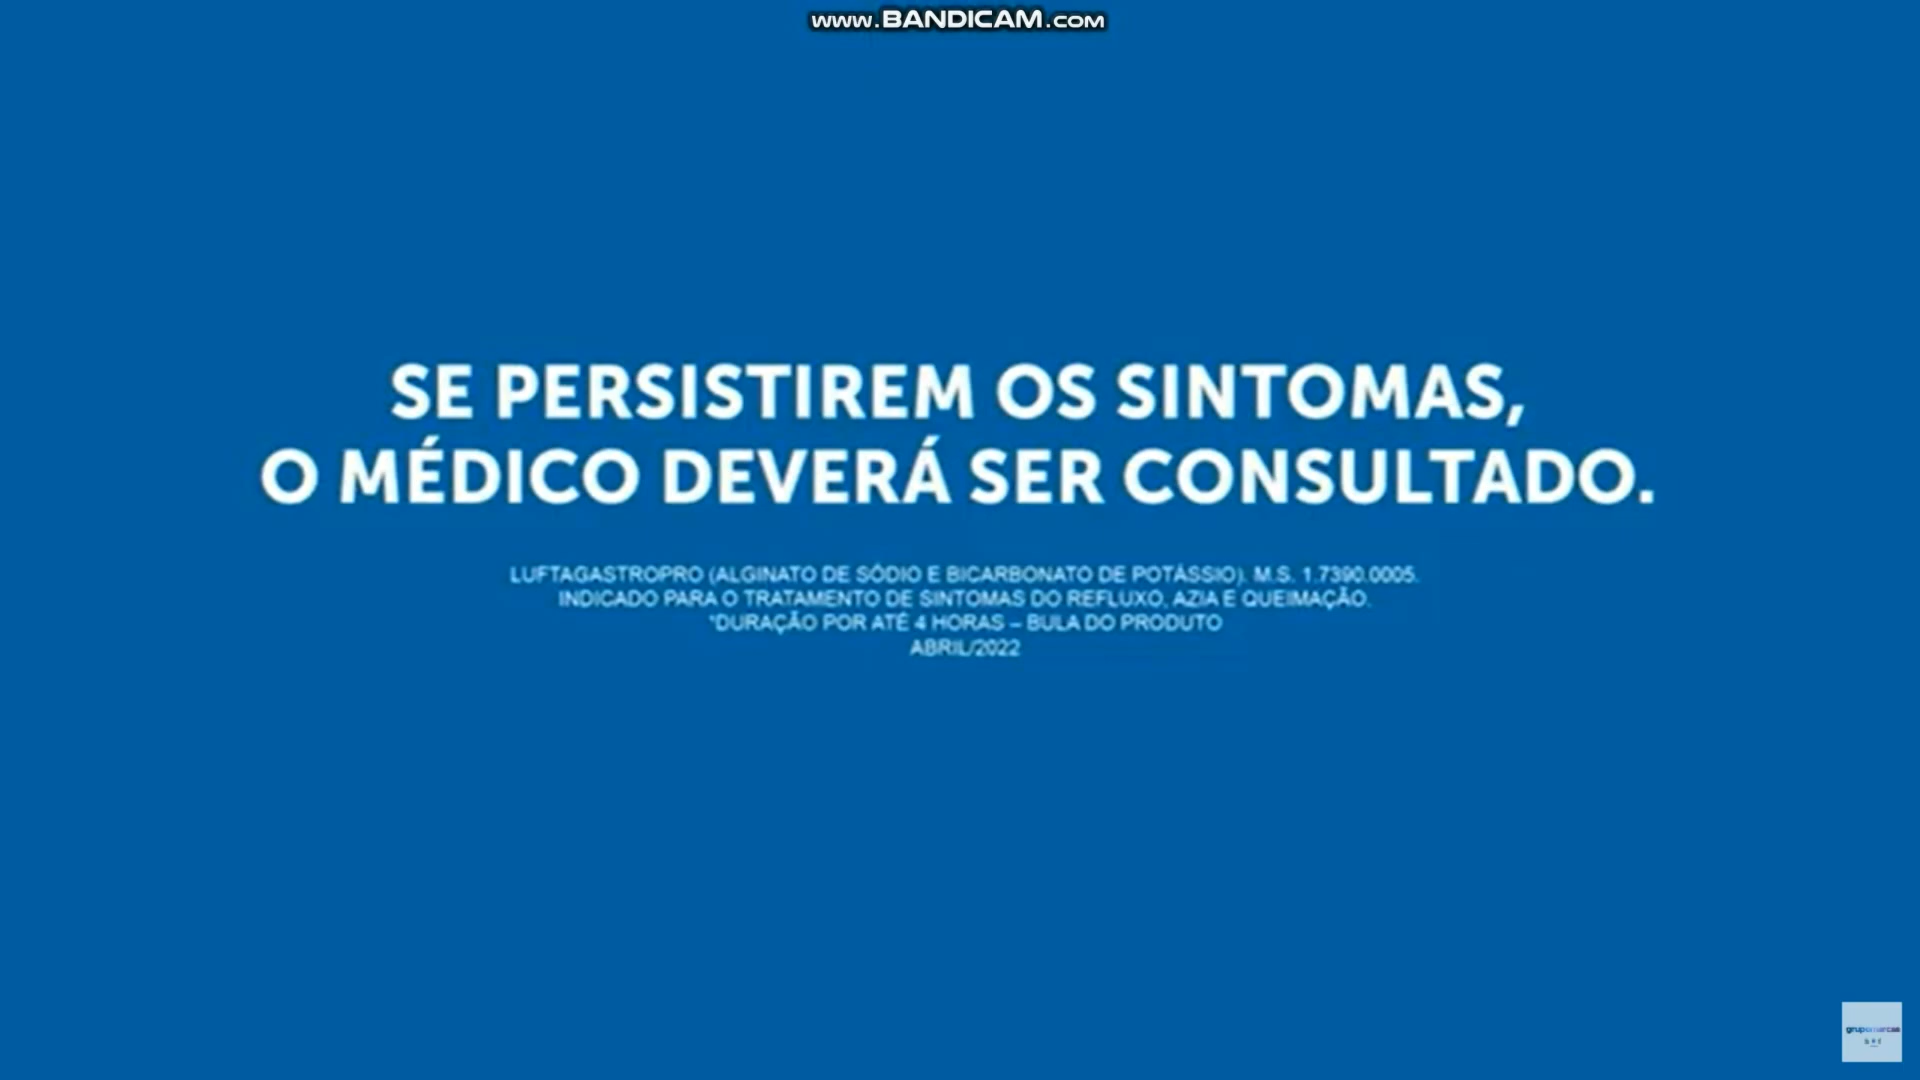 www.BANDICAM.com
SE PERSISTIREM OS SINTOMAS,
O MÉDICO DEVERÁ SER CONSULTADO.
LUFTAGASTROPRO (ALGINATO DE SÓDIO E BICARBONATO DE POTÁSSIO). M.S. 1.7390.0005.
INDICADO PARA O TRATAMENTO DE SINTOMAS DO REFLUXO, AZIA E QUEIMAÇÃO.
*DURAÇÃO POR ATÉ 4 HORAS – BULA DO PRODUTO
ABRIL/2022